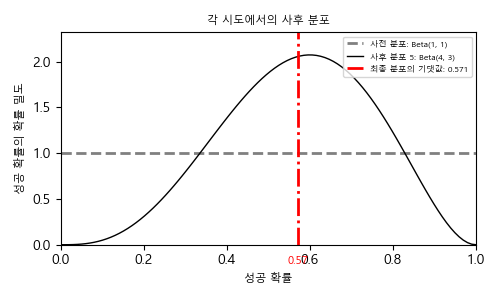 각 시도에서의 사후 분포
사전 분포: Beta(1, 1)
사후 분포 5: Beta(4, 3)
최종 분포의 기댓값: 0.571
성공 확률의 확률 밀도
2.0
1.5
1.0
0.5
0.0
0.0 0.2 0.4 0.6 0.8 1.0
0.57
성공 확률